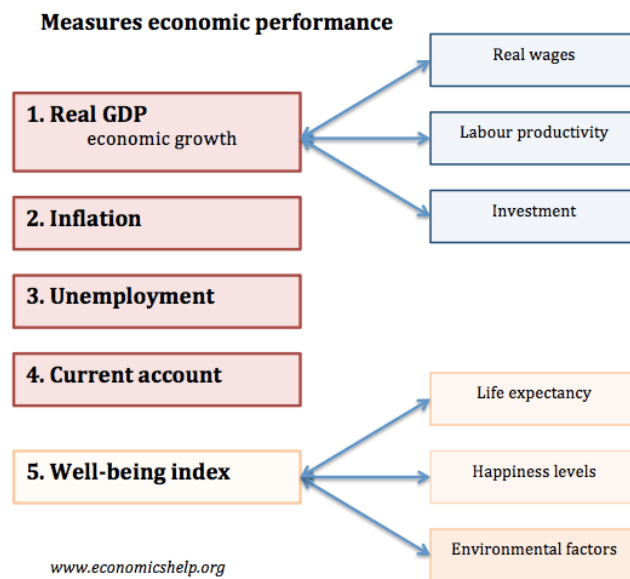 Measures economic performance
1. Real GDP
economic growth
Real wages
Labour productivity
Investment
2. Inflation
3. Unemployment
4. Current account
5. Well-being index
Life expectancy
Happiness levels
Environmental factors
www.economicshelp.org